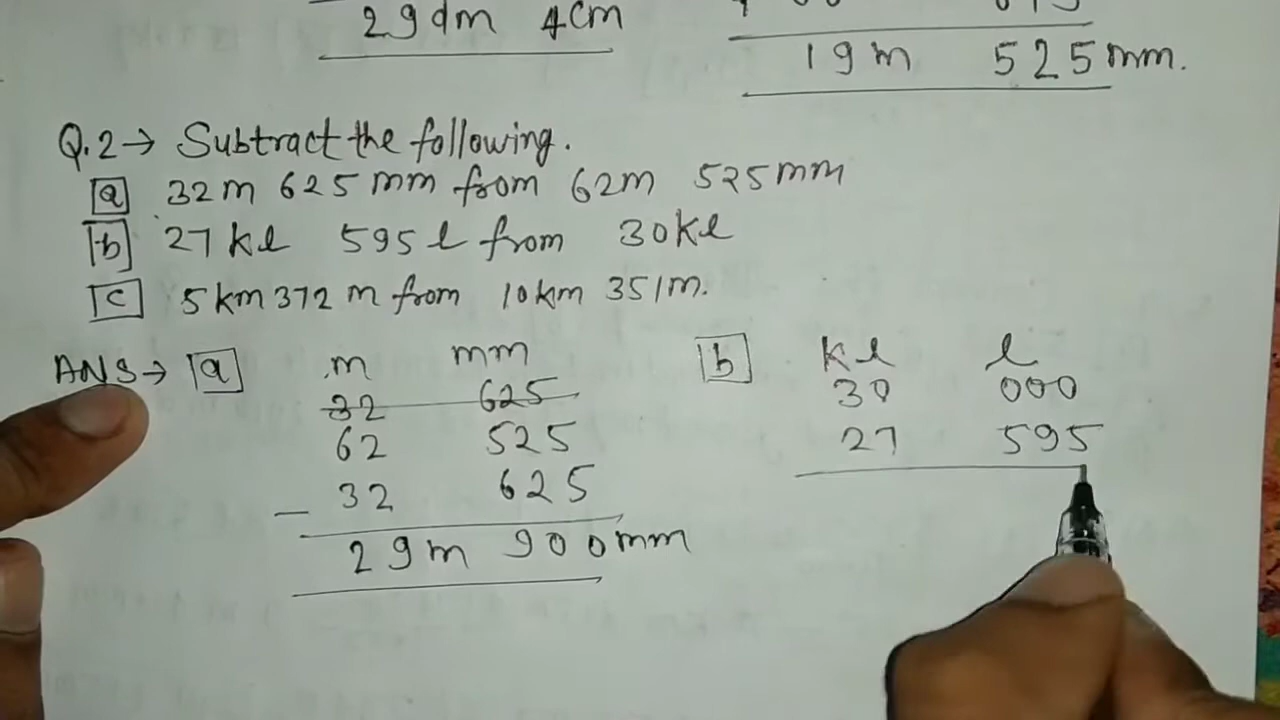 29dm 4cm
19m 525mm.
Q.2→ Subtract the following.
a 32m 625mm from 62m 525mm
b 27kl 595l from 30kl
c 5km 372m from 10km 351m.
ANS→ a m mm
32 625
62 525
- 32 625
29m 900mm
b kl l
30 000
27 595